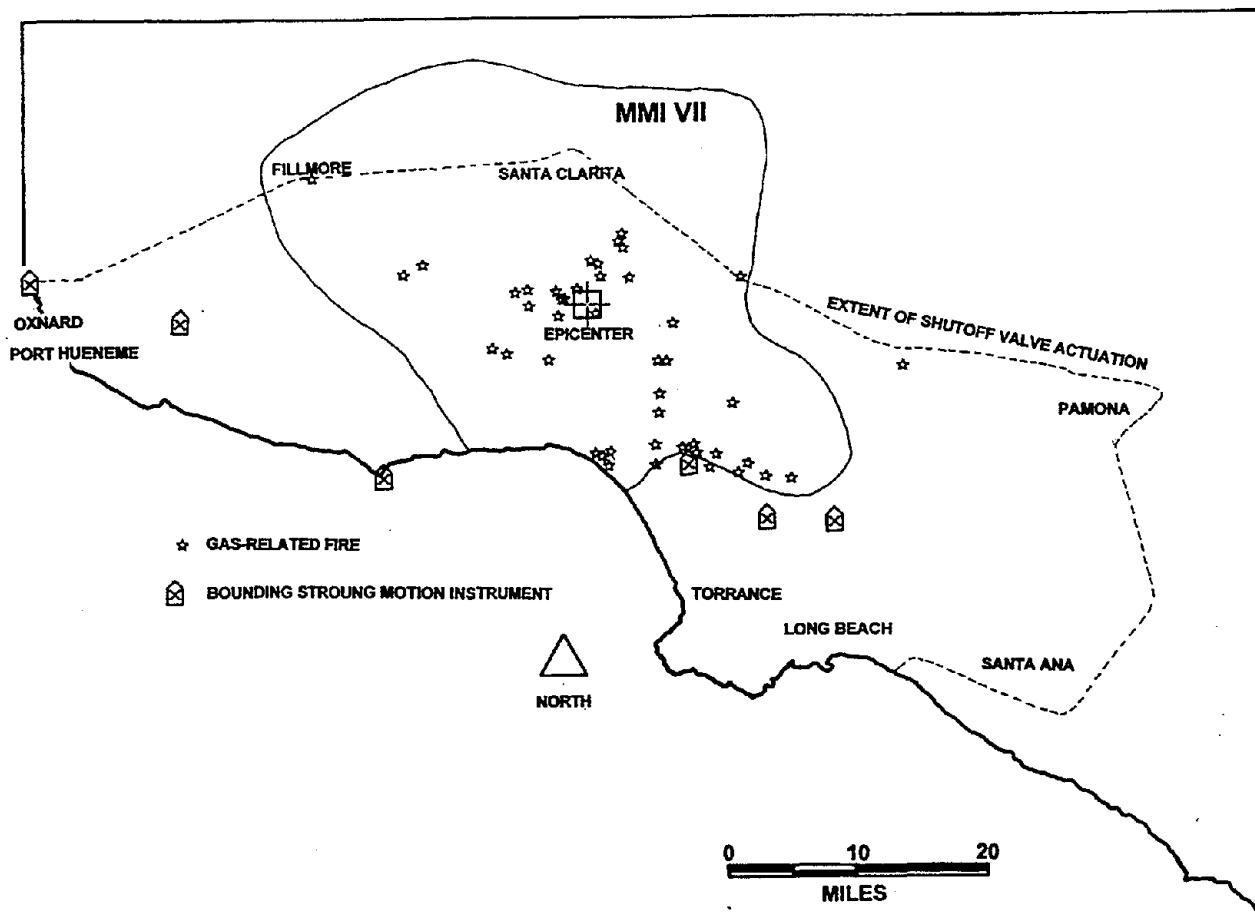 MMI VII
FILLMORE
SANTA CLARITA
OXNARD
PORT HUENEME
EPICENTER
EXTENT OF SHUTOFF VALVE ACTUATION
PAMONA
GAS-RELATED FIRE
BOUNDING STROUNG MOTION INSTRUMENT
TORRANCE
LONG BEACH
SANTA ANA
NORTH
0 10 20
MILES